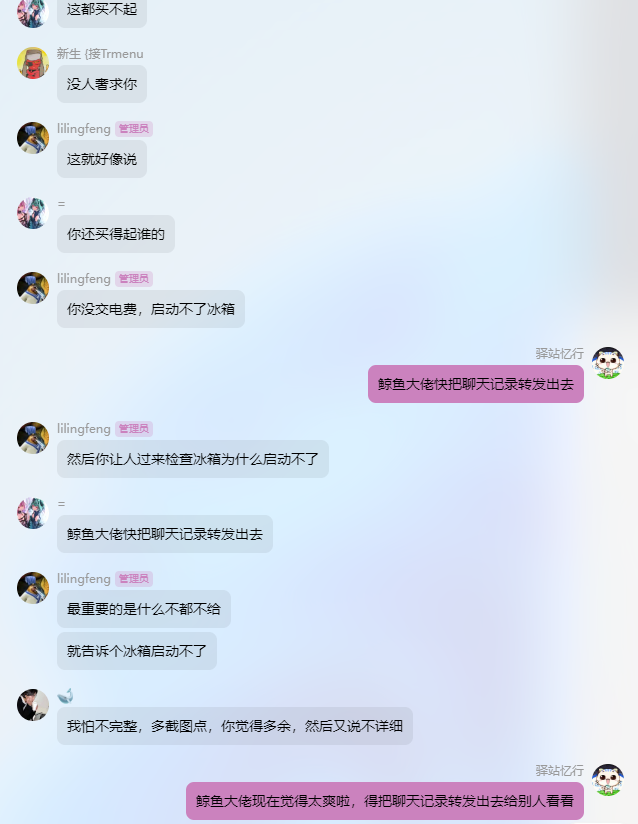 这都买不起
新生 {接Trmenu
没人奢求你
lilingfeng 管理员
这就好像说
=
你还买得起谁的
lilingfeng 管理员
你没交电费，启动不了冰箱
驿站忆行
鲸鱼大佬快把聊天记录转发出去
lilingfeng 管理员
然后你让人过来检查冰箱为什么启动不了
=
鲸鱼大佬快把聊天记录转发出去
lilingfeng 管理员
最重要的是什么不都不给
就告诉个冰箱启动不了
我怕不完整，多截图点，你觉得多余，然后又说不详细
驿站忆行
鲸鱼大佬现在觉得太爽啦，得把聊天记录转发出去给别人看看